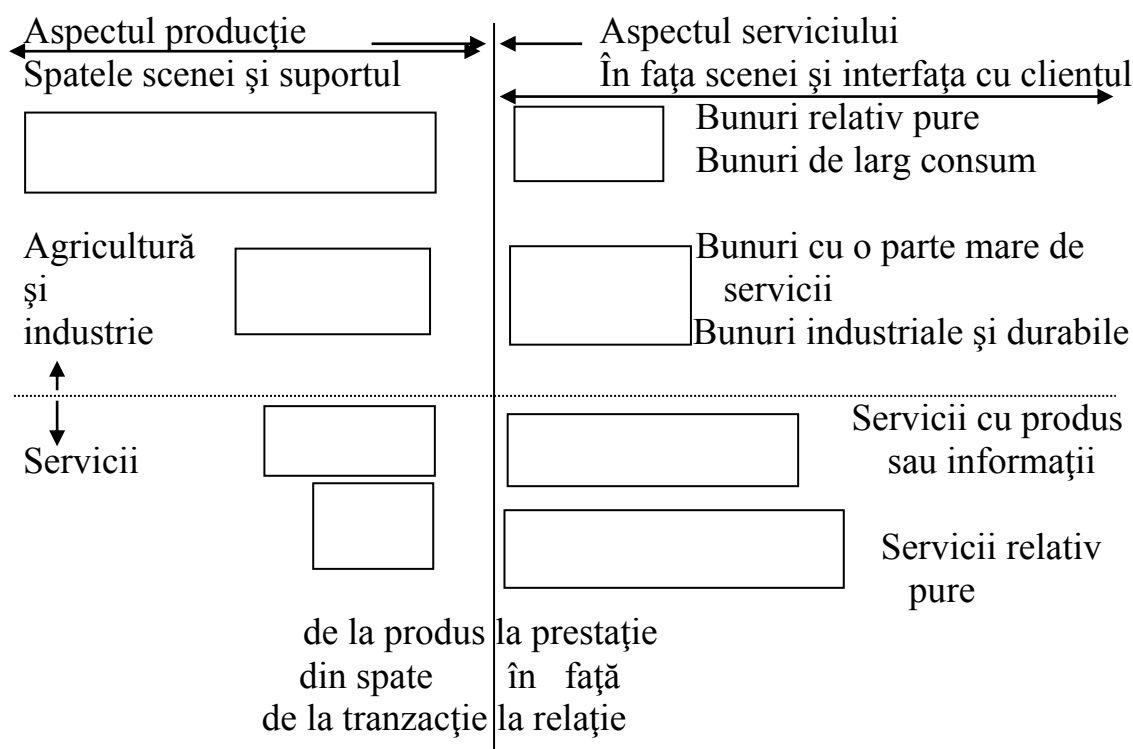 Aspectul producţie
Spatele scenei şi suportul
Aspectul serviciului
În faţa scenei şi interfaţa cu clientul
Bunuri relativ pure
Bunuri de larg consum
Agricultură
şi
industrie
Bunuri cu o parte mare de
servicii
Bunuri industriale şi durabile
Servicii
Servicii cu produs
sau informaţii
Servicii relativ
pure
de la produs la prestaţie
din spate în faţă
de la tranzacţie la relaţie